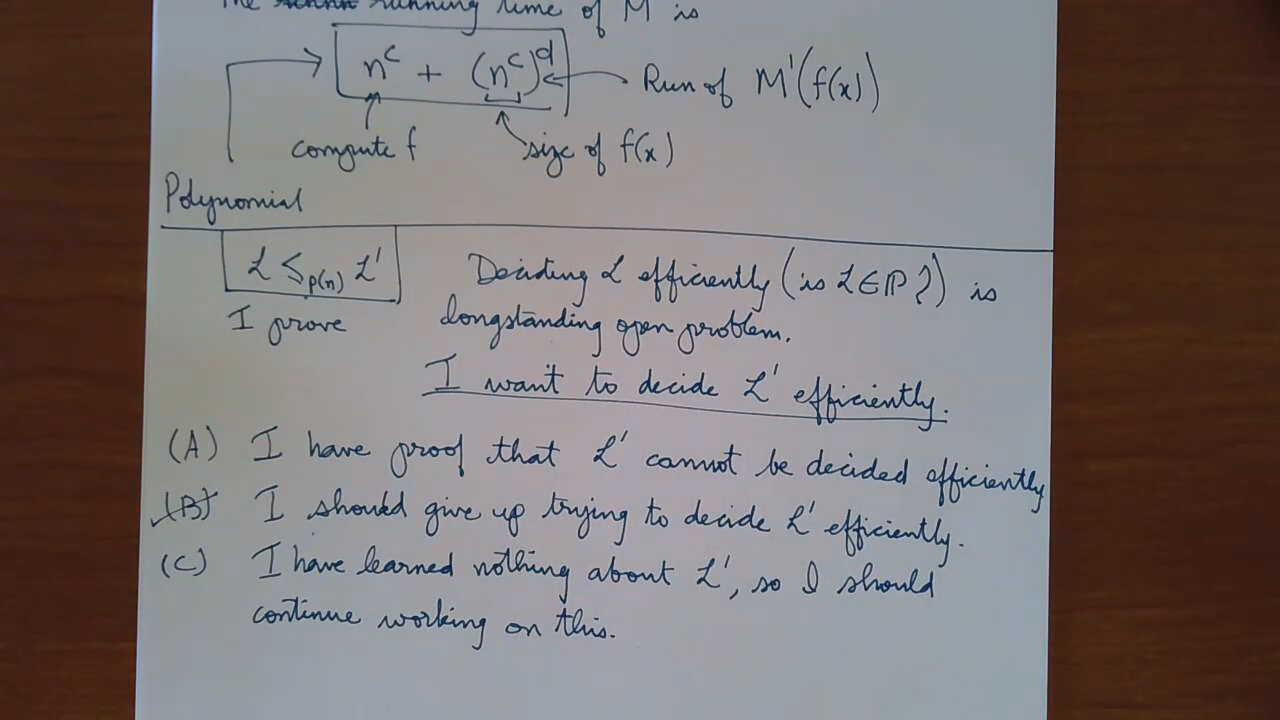 The running time of M is
n^c + (n^c)^d Run of M'(f(x))
compute f size of f(x)
Polynomial
L ≤p(n) L' Deciding L efficiently (is L∈P?) is
I prove longstanding open problem.
I want to decide L' efficiently.
(A) I have proof that L' cannot be decided efficiently
(B) I should give up trying to decide L' efficiently.
(C) I have learned nothing about L', so I should
continue working on this.